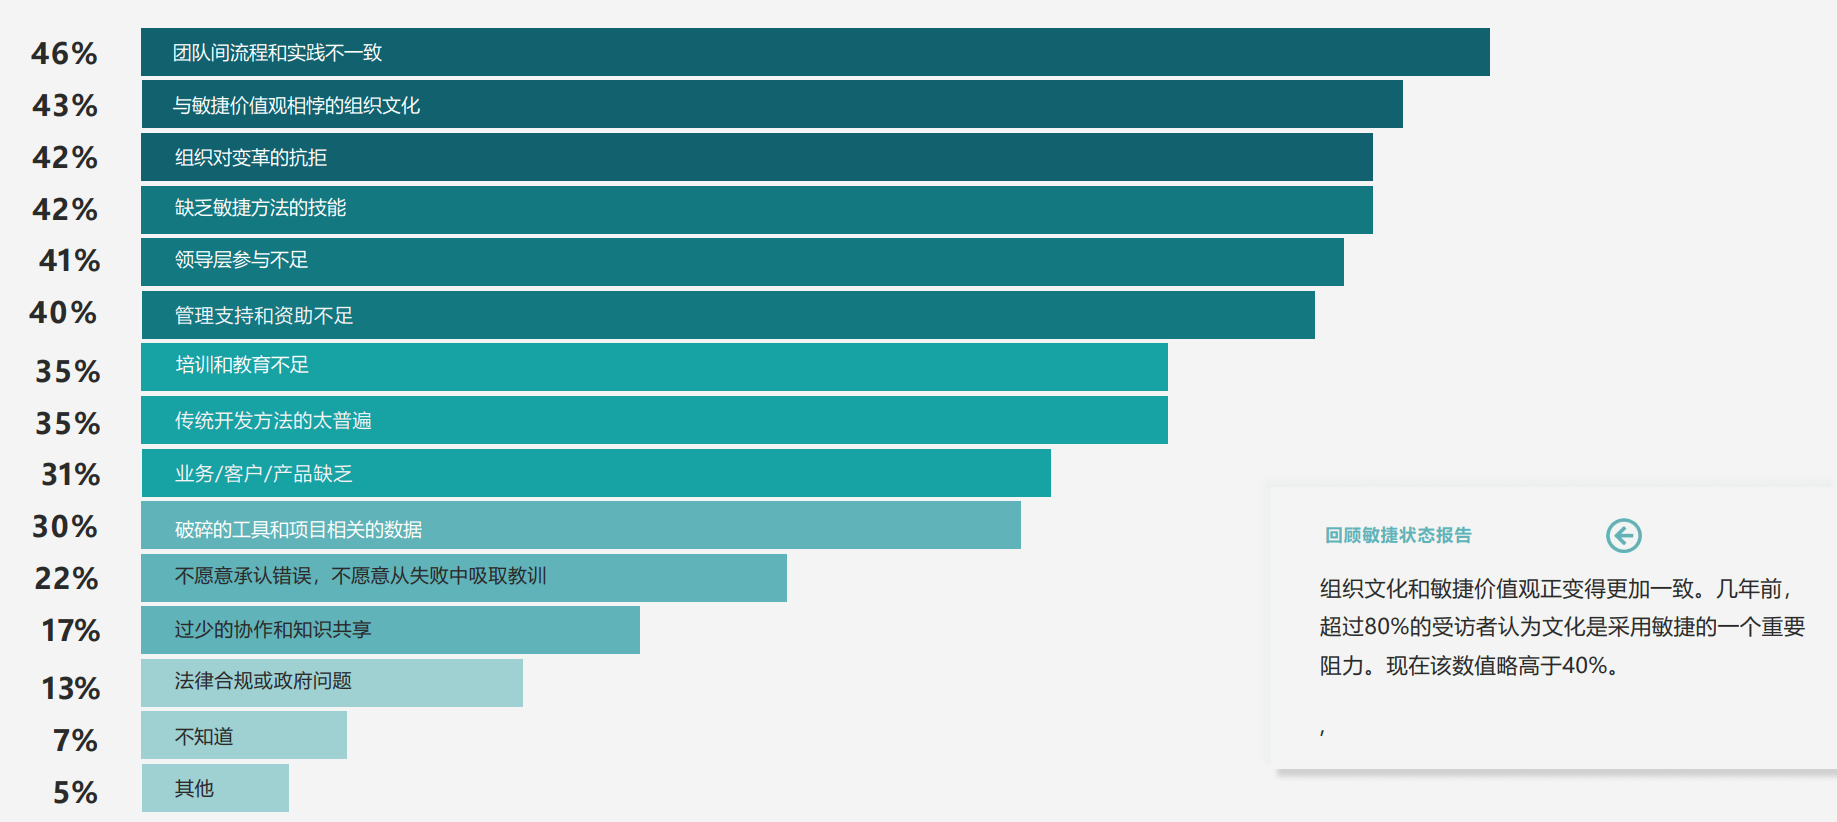 46% 团队间流程和实践不一致
43% 与敏捷价值观相悖的组织文化
42% 组织对变革的抗拒
42% 缺乏敏捷方法的技能
41% 领导层参与不足
40% 管理支持和资助不足
35% 培训和教育不足
35% 传统开发方法的太普遍
31% 业务/客户/产品缺乏
30% 破碎的工具和项目相关的数据
22% 不愿意承认错误，不愿意从失败中吸取教训
17% 过少的协作和知识共享
13% 法律合规或政府问题
7% 不知道
5% 其他
回顾敏捷状态报告
组织文化和敏捷价值观正变得更加一致。几年前，
超过80%的受访者认为文化是采用敏捷的一个重要
阻力。现在该数值略高于40%。
，